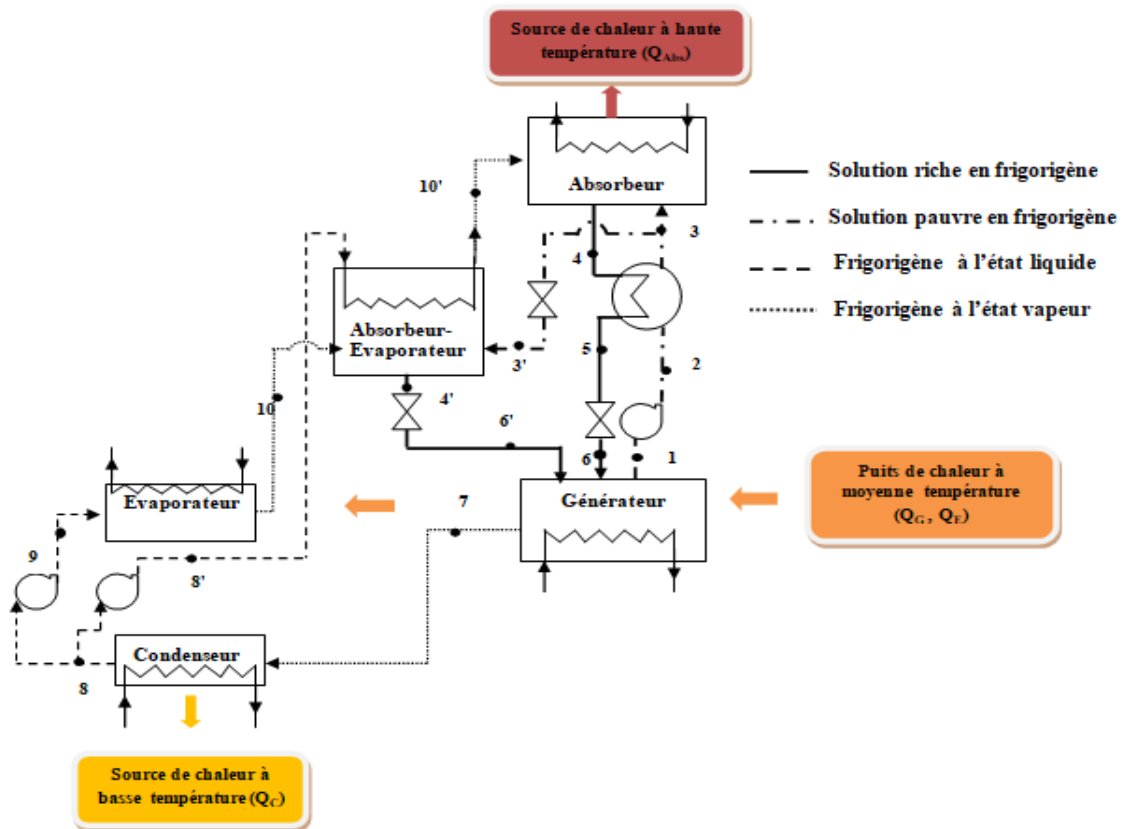 Source de chaleur à haute
température (QAbs)
Absorbeur
10'
3
4
Solution riche en frigorigène
Solution pauvre en frigorigène
Frigorigène à l'état liquide
Frigorigène à l'état vapeur
Absorbeur-
Evaporateur
3'
5
2
4'
10
6'
6
1
Evaporateur
7
Générateur
Puits de chaleur à
moyenne température
(QG , QE)
9
8'
Condenseur
8
Source de chaleur à
basse température (QC)